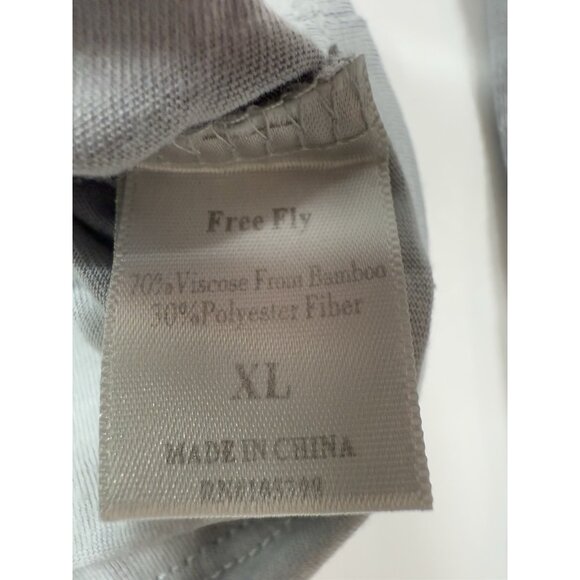 Free Fly
70%Viscose From Bamboo
30%Polyester Fiber
XL
MADE IN CHINA